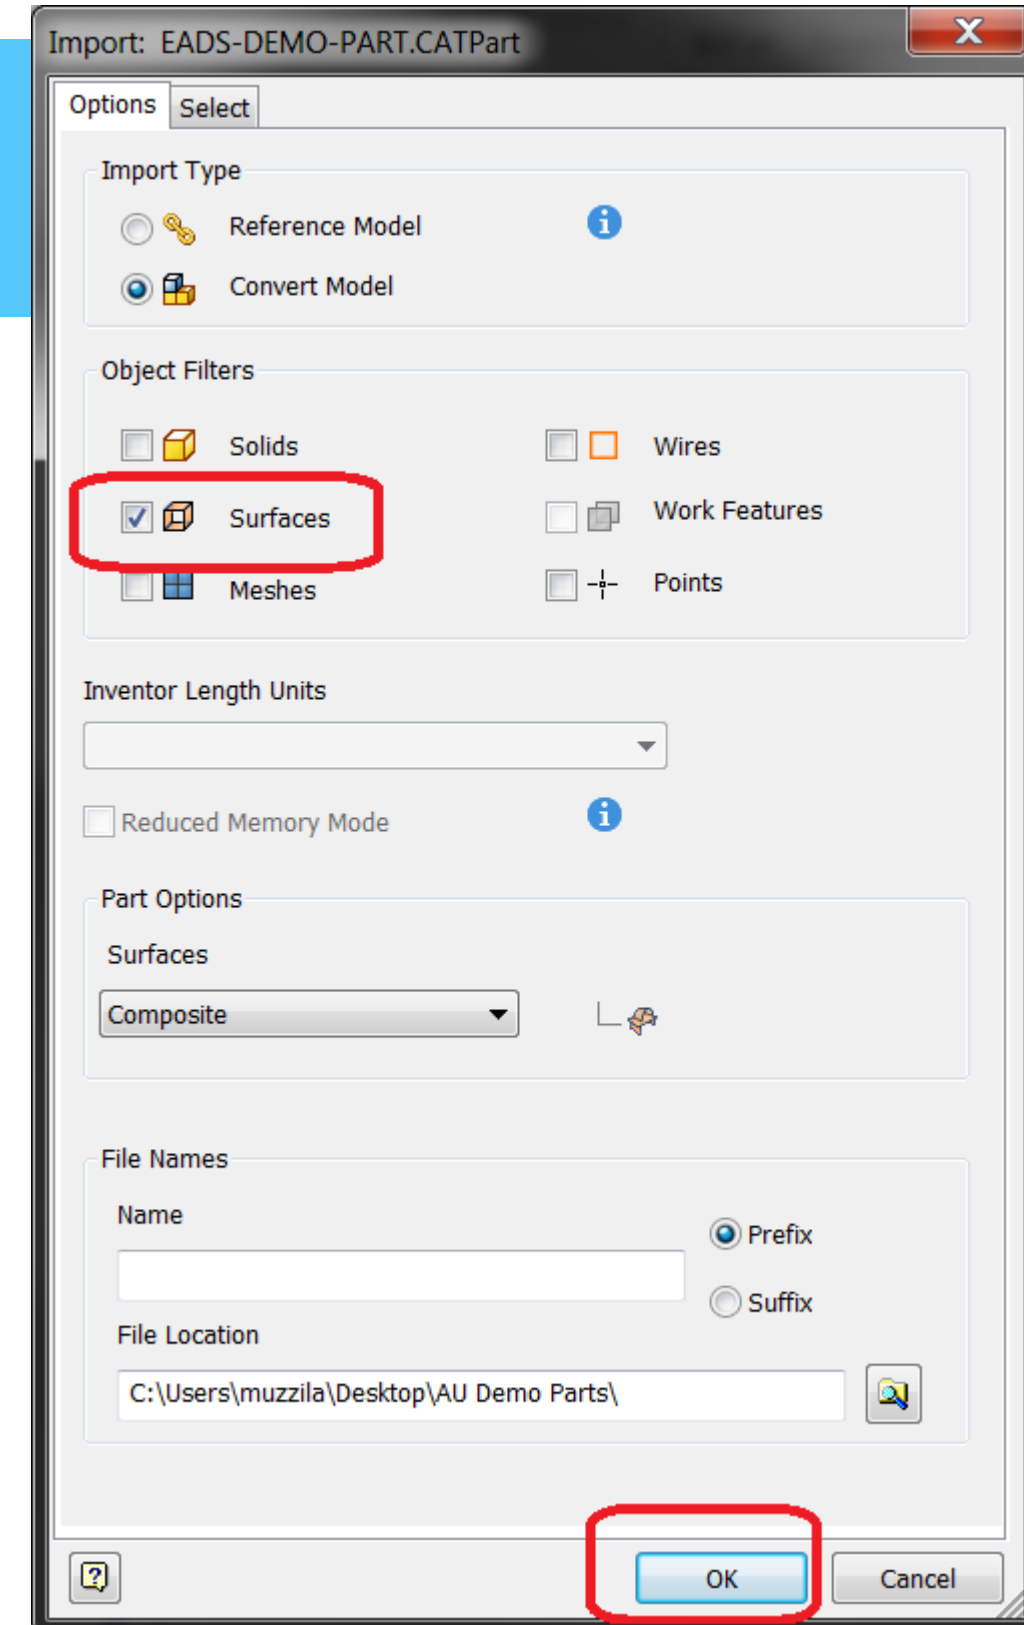 Import: EADS-DEMO-PART.CATPart
X
Options
Select
Import Type
Reference Model
Convert Model
Object Filters
Solids
Wires
Surfaces
Work Features
Meshes
Points
Inventor Length Units
Reduced Memory Mode
Part Options
Surfaces
Composite
File Names
Name
Prefix
Suffix
File Location
C:\Users\muzzila\Desktop\AU Demo Parts\
OK
Cancel